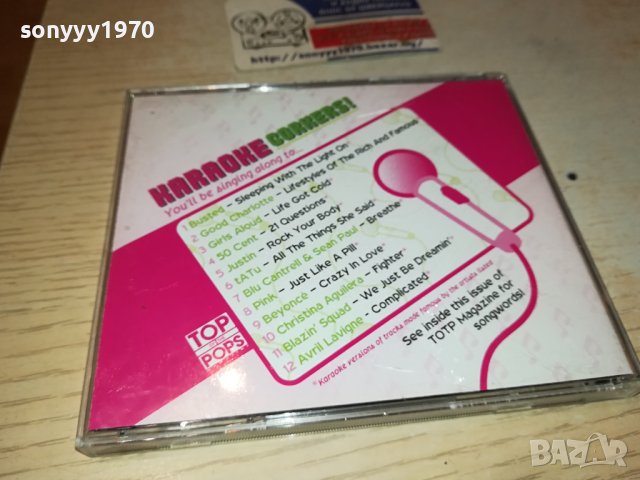 sonyyy1970
http://sonyyy1970.bazar.bg/
KARAOKE CORKERS!
You'll be singing along to...
1 Busted – Sleeping With The Light On*
2 Good Charlotte – Lifestyles Of The Rich And Famous*
3 Girls Aloud – Life Got Cold*
4 50 Cent – 21 Questions*
5 Justin – Rock Your Body*
6 tATu – All The Things She Said*
7 Blu Cantrell & Sean Paul – Breathe*
8 Pink – Just Like A Pill*
9 Beyonce – Crazy In Love*
10 Christina Aguilera – Fighter*
11 Blazin' Squad – We Just Be Dreamin'*
12 Avril Lavigne – Complicated*
*Karaoke versions of tracks made famous by the artists listed
See inside this issue of
TOTP Magazine for
songwords!
TOP
OF THE
POPS
BAZAR
bg